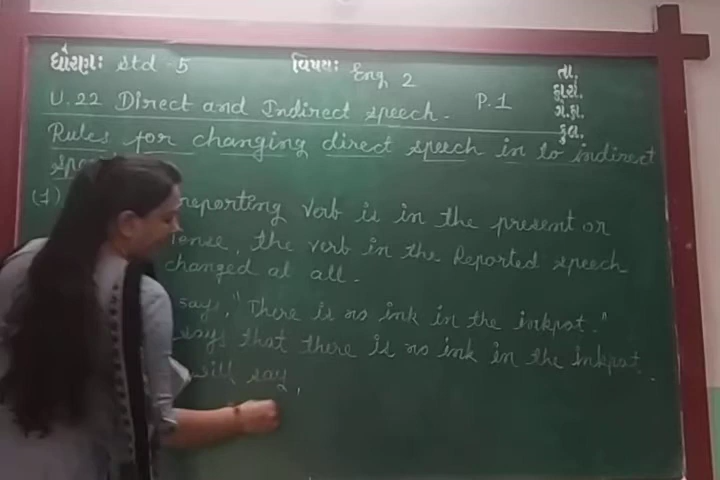 ધોરણ: std - 5 વિષય: Eng 2 તા.
હાસં.
U.22 Direct and Indirect speech. P.1 ગે.હા.
કુલ.
Rules for changing direct speech in to indirect
(1) reporting verb is in the present or
tense, the verb in the Reported speech
changed at all.
says, "There is no ink in the inkpot."
says that there is no ink in the inkpot.
will say,